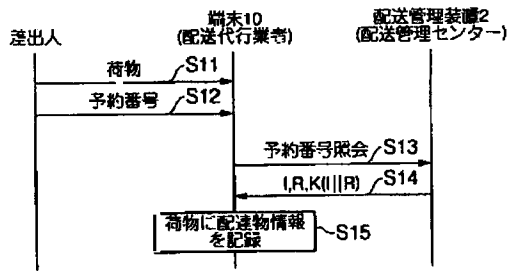 差出人
端末10
(配送代行業者)
配送管理装置2
(配送管理センター)
荷物
S11
予約番号
S12
予約番号照会
S13
I,R,K(I||R)
S14
荷物に配達物情報
を記録
S15